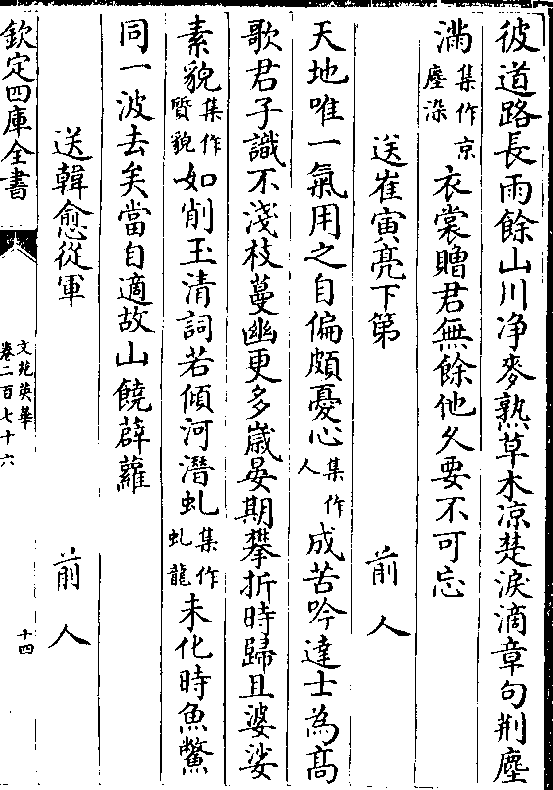 彼道路長雨餘山川净麥熟草木凉楚淚滴章句荆塵
滿集作京塵染衣裳贈君無餘他久要不可忘
送崔寅亮下第 前人
天地唯一氣用之自偏頗憂心集作人成苦吟達士為髙
歌君子識不淺枝蔓幽更多嵗晏期攀折時歸且婆娑
素貌集作質貌如削玉清詞若傾河潛虬集作虬龍未化時魚鱉
同一波去矣當自適故山饒薜蘿
送韓愈從軍 前人
欽定四庫全書
文苑英華
卷二百七十六
十四